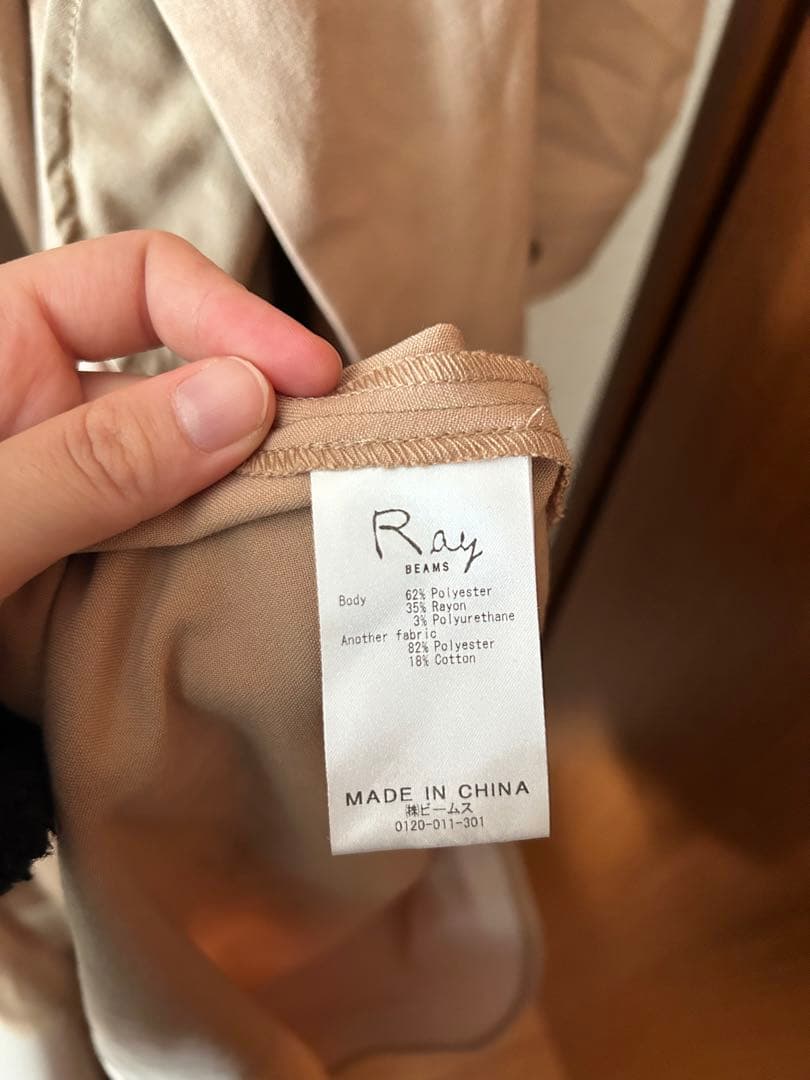 Ray
BEAMS
Body 62% Polyester
35% Rayon
3% Polyurethane
Another fabric
82% Polyester
18% Cotton
MADE IN CHINA
㈱ビームス
0120-011-301